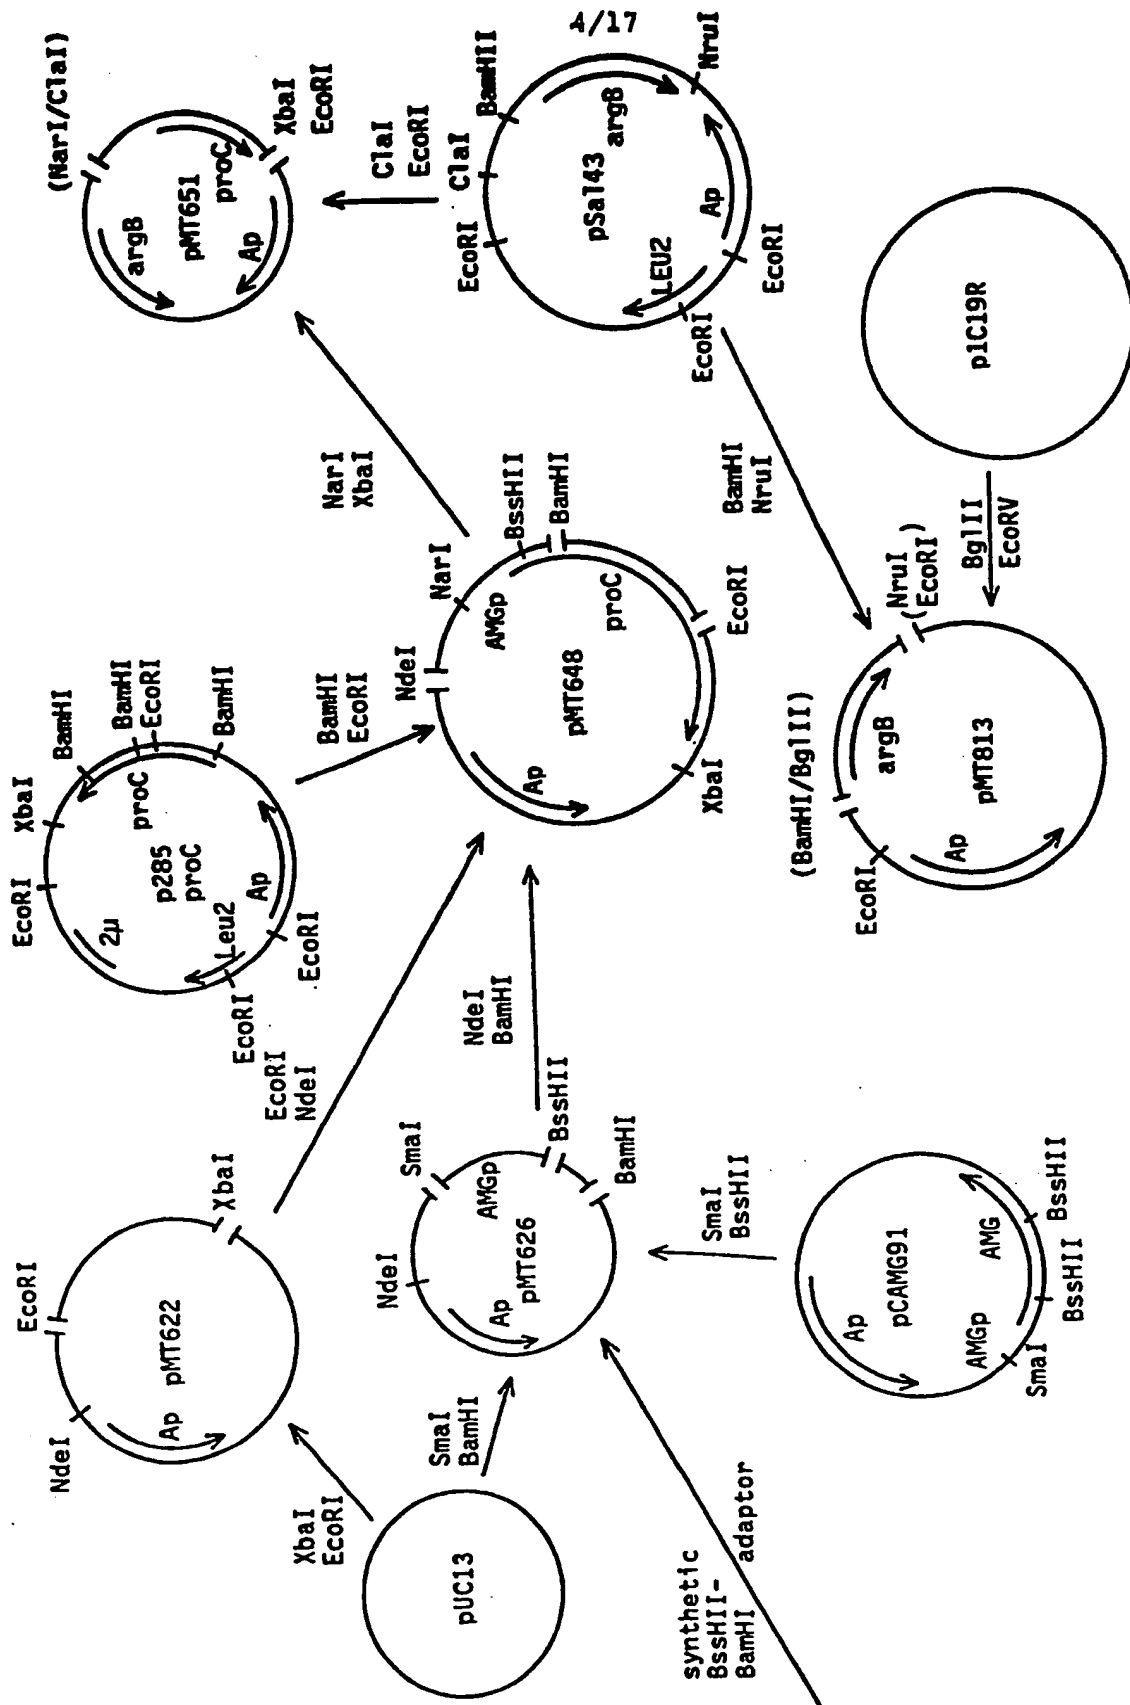 4/17
EcoRI
NdeI
Ap
pMT622
XbaI
XbaI
EcoRI
pUC13
SmaI
BamHI
synthetic
BssHII-
BamHI adaptor
NdeI
SmaI
AMGp
Ap
pMT626
BssHII
BamHI
SmaI
BssHII
Ap
pCAMG91
AMGp
AMG
SmaI
BssHII
BssHII
EcoRI
NdeI
NdeI
BamHI
EcoRI
XbaI
BamHI
BamHI
EcoRI
BamHI
proC
2µ
p285
proC
Leu2
Ap
EcoRI
EcoRI
BamHI
EcoRI
NdeI
NarI
AMGp
BssHII
BamHI
proC
Ap
pMT648
EcoRI
XbaI
NarI
XbaI
(NarI/ClaI)
argB
pMT651
proC
Ap
XbaI
EcoRI
ClaI
EcoRI
EcoRI
ClaI
BamHII
pSal43
argB
NruI
LEU2
Ap
EcoRI
EcoRI
BamHI
NruI
(BamHI/BglII)
EcoRI
argB
(NruI
EcoRI)
Ap
pMT813
BglII
EcoRV
pIC19R